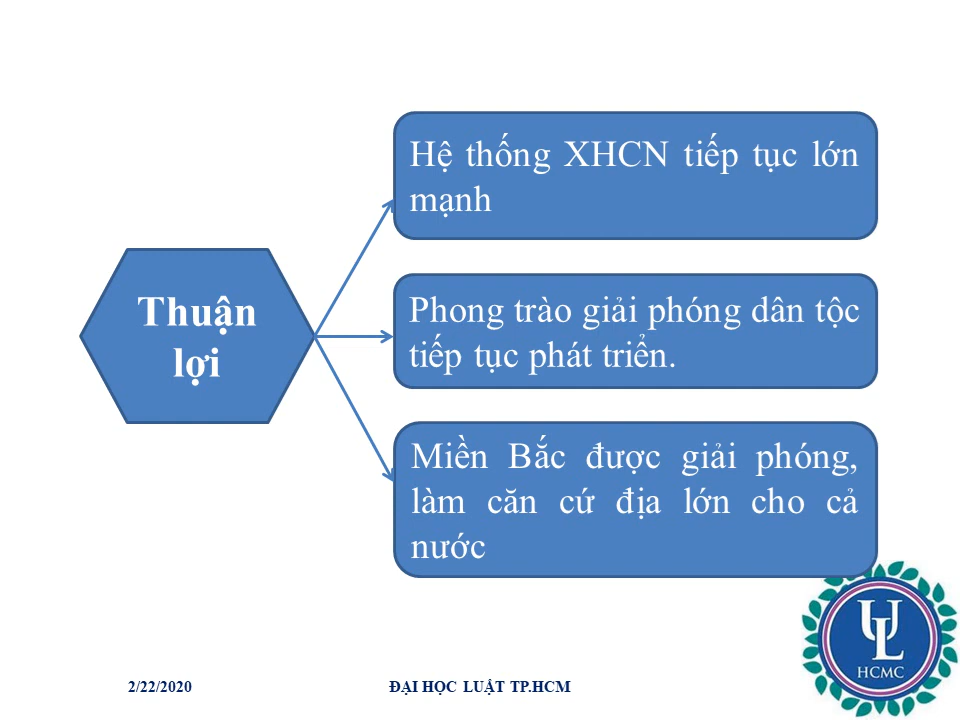 Thuận
lợi
Hệ thống XHCN tiếp tục lớn
mạnh
Phong trào giải phóng dân tộc
tiếp tục phát triển.
Miền Bắc được giải phóng,
làm căn cứ địa lớn cho cả
nước
UL
HCMC
2/22/2020
ĐẠI HỌC LUẬT TP.HCM